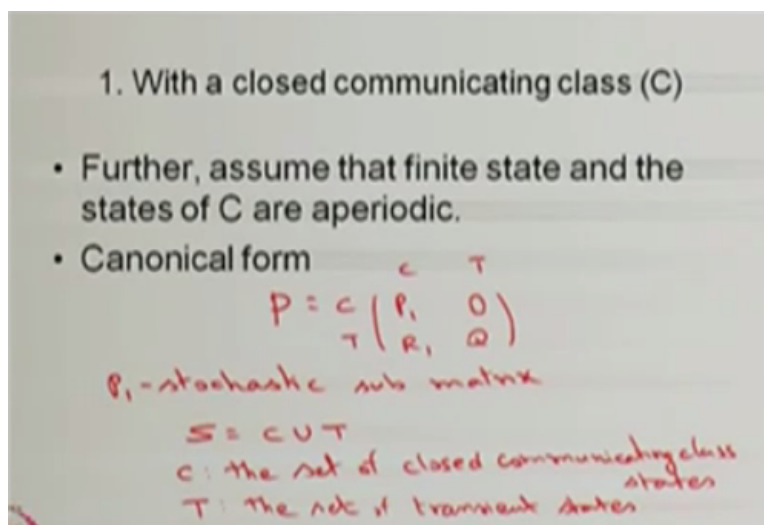 1. With a closed communicating class (C)
• Further, assume that finite state and the
states of C are aperiodic.
• Canonical form
C T
P = C ( P₁ 0 )
T ( R₁ Q )
P₁ - stochastic sub matrix
S = C ∪ T
C : the set of closed communicating class
states
T : the set of transient states